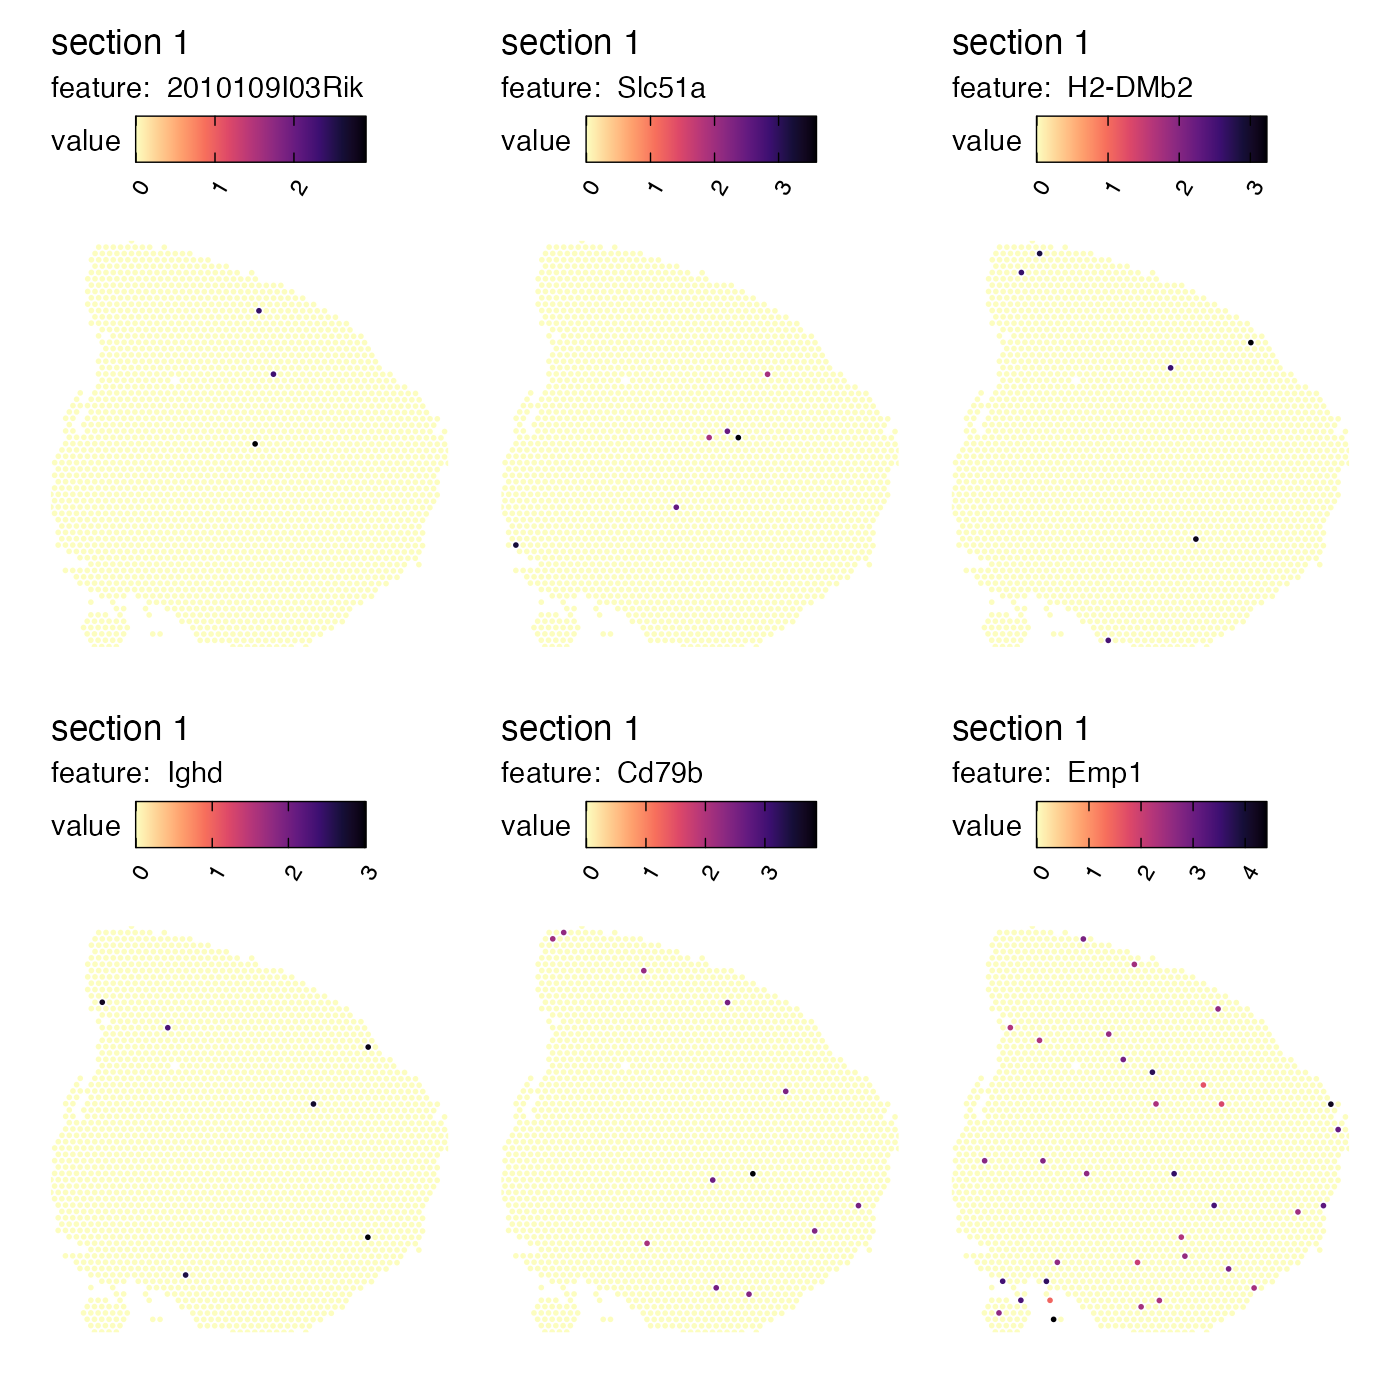 section 1
feature: 2010109I03Rik
value
0 1 2
section 1
feature: Slc51a
value
0 1 2 3
section 1
feature: H2-DMb2
value
0 1 2 3
section 1
feature: Ighd
value
0 1 2 3
section 1
feature: Cd79b
value
0 1 2 3
section 1
feature: Emp1
value
0 1 2 3 4